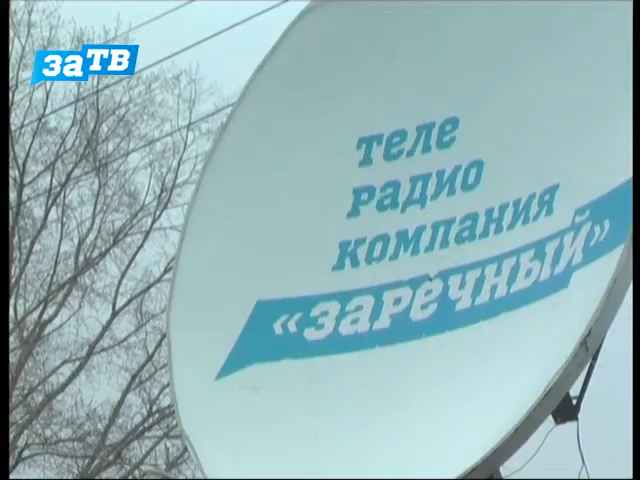 заТВ
теле
радио
компания
«заречный»